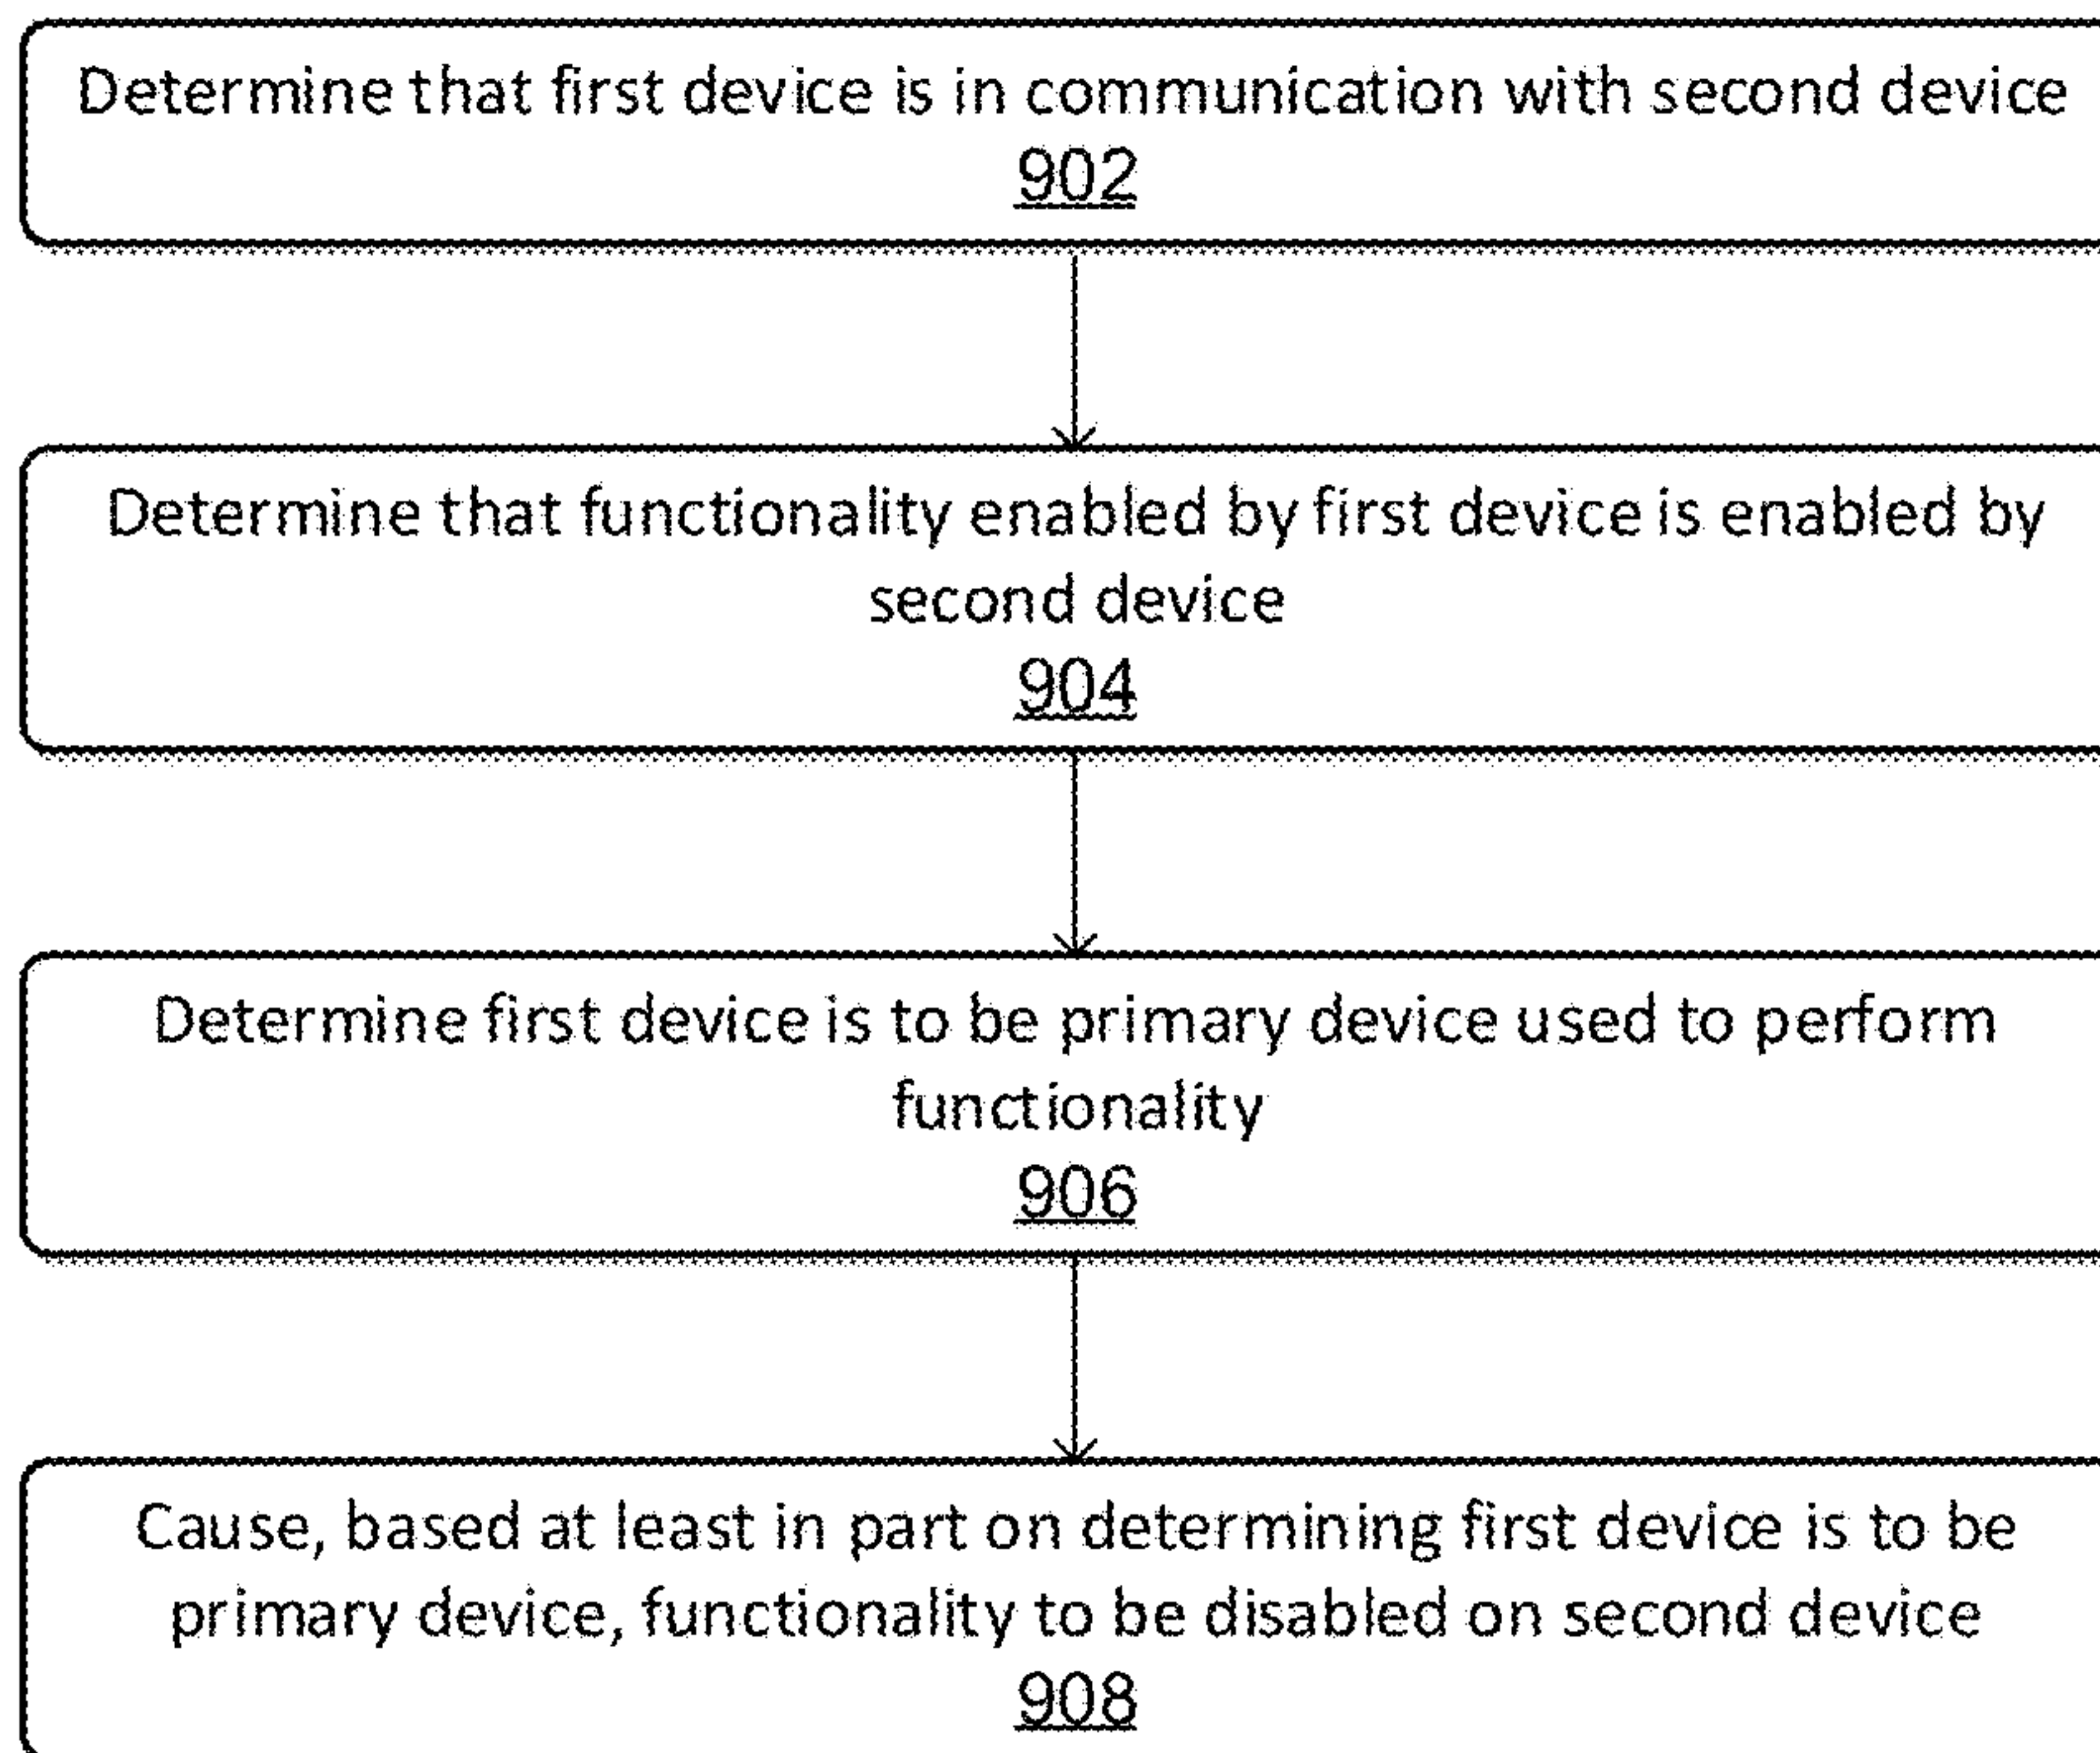 Determine that first device is in communication with second device
902
Determine that functionality enabled by first device is enabled by
second device
904
Determine first device is to be primary device used to perform
functionality
906
Cause, based at least in part on determining first device is to be
primary device, functionality to be disabled on second device
908